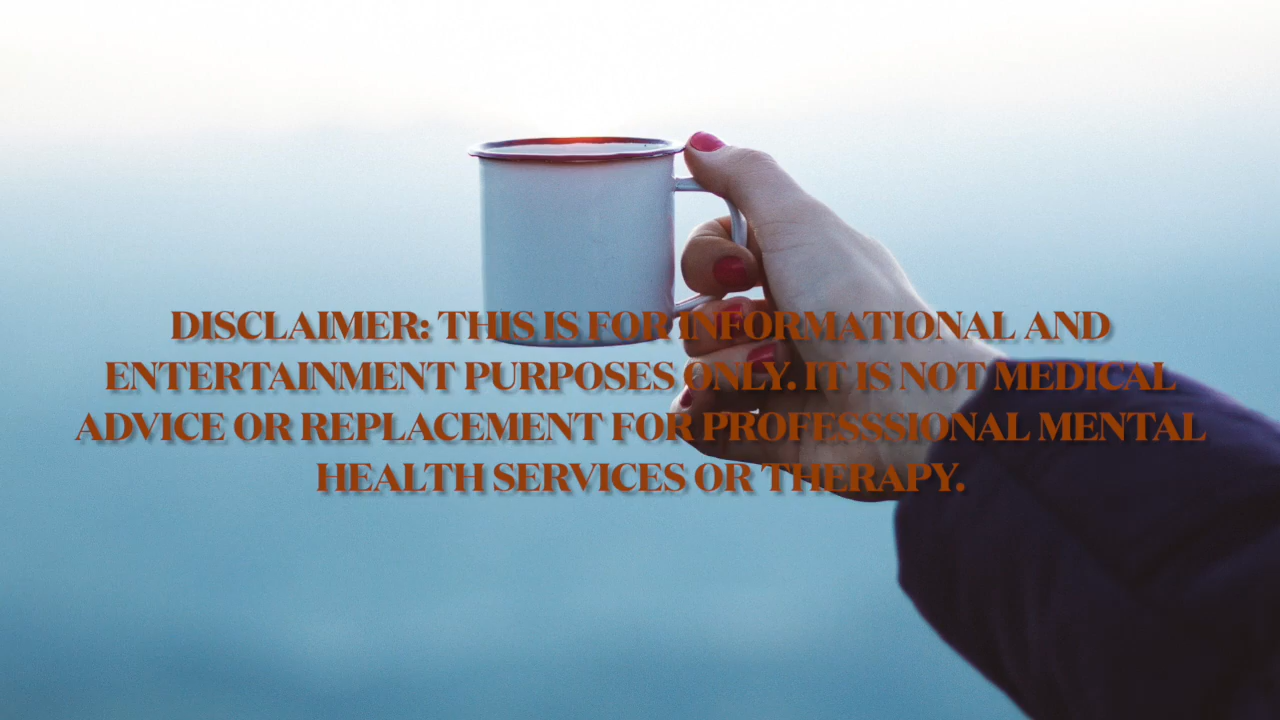 DISCLAIMER: THIS IS FOR INFORMATIONAL AND
ENTERTAINMENT PURPOSES ONLY. IT IS NOT MEDICAL
ADVICE OR REPLACEMENT FOR PROFESSSIONAL MENTAL
HEALTH SERVICES OR THERAPY.